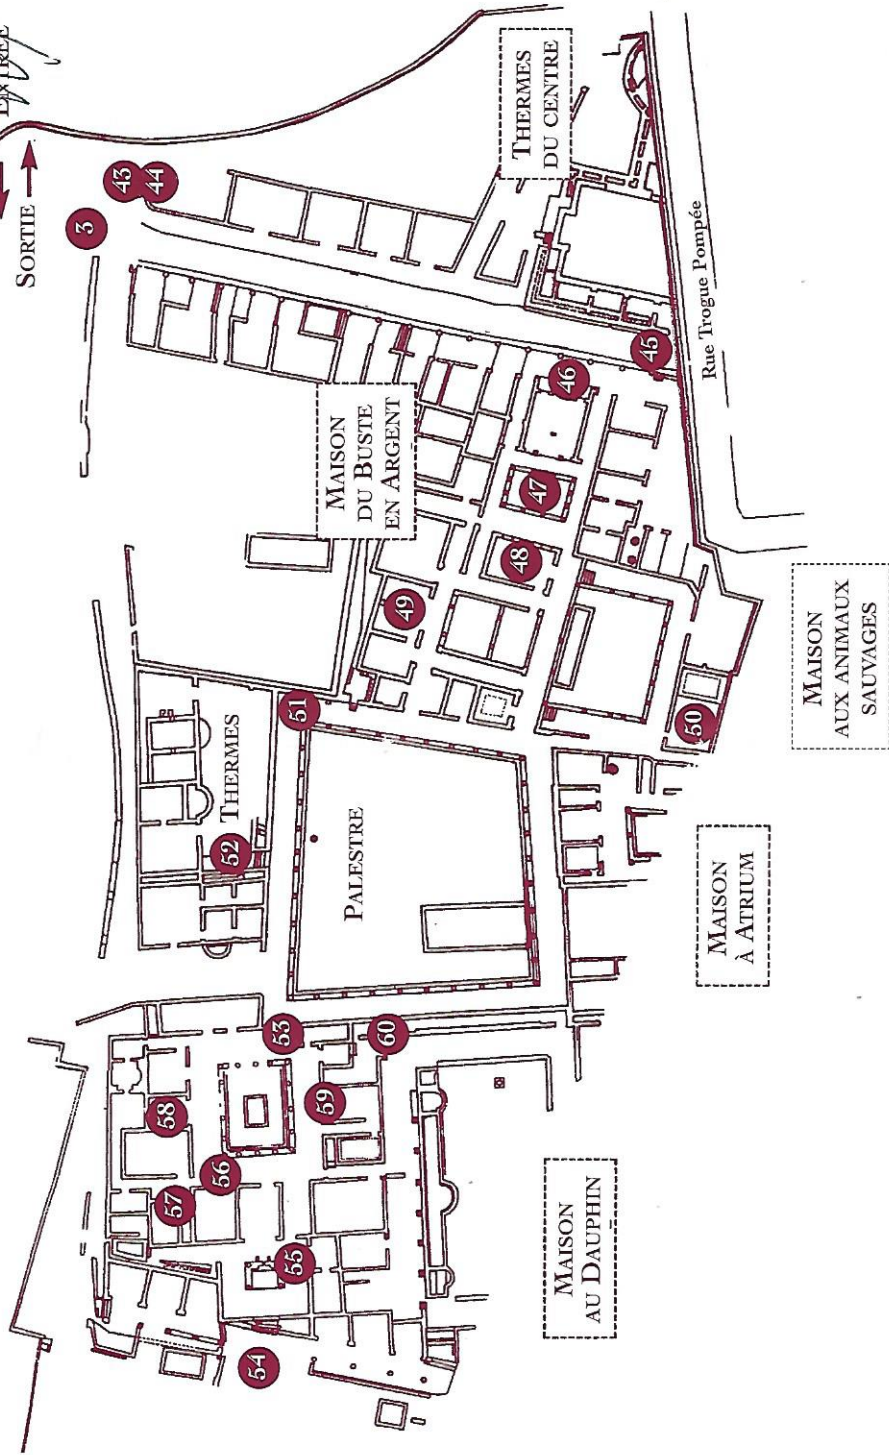 ENTRÉE
SORTIE
3
43
44
THERMES
DU CENTRE
Rue Trogue Pompée
45
46
MAISON
DU BUSTE
EN ARGENT
47
48
49
50
MAISON
AUX ANIMAUX
SAUVAGES
51
THERMES
52
PALESTRE
MAISON
À ATRIUM
53
60
59
58
56
57
55
54
MAISON
AU DAUPHIN